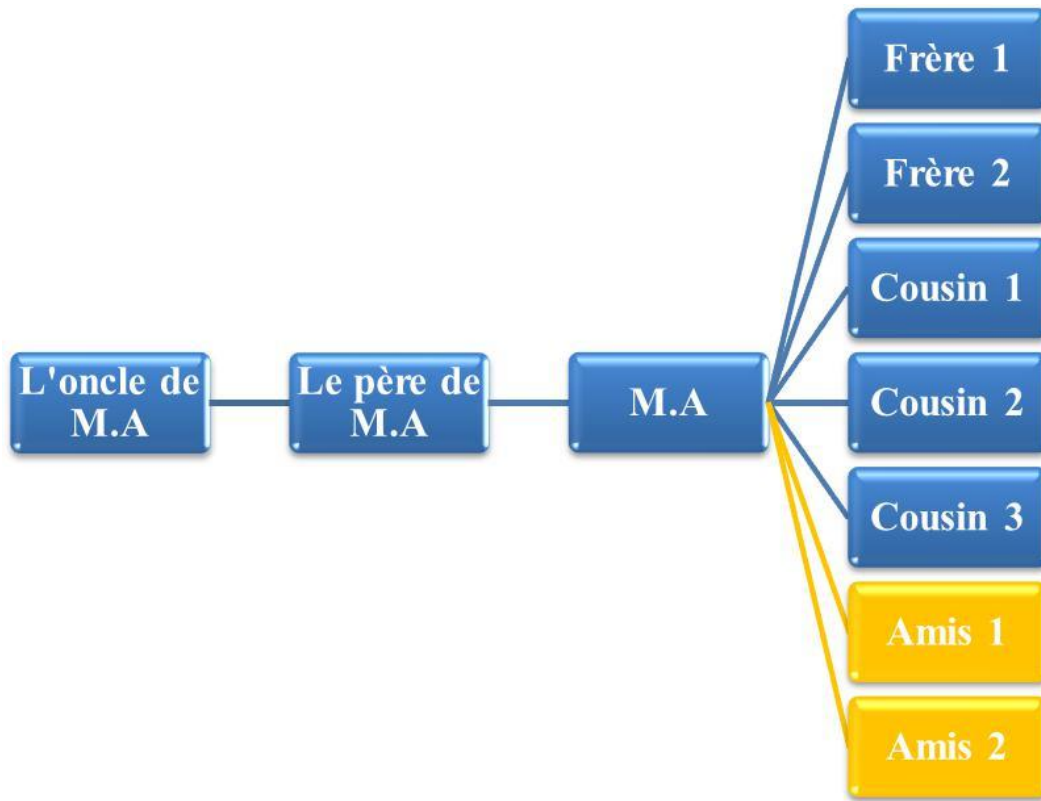 Frère 1
Frère 2
Cousin 1
L'oncle de
M.A
Le père de
M.A
M.A
Cousin 2
Cousin 3
Amis 1
Amis 2